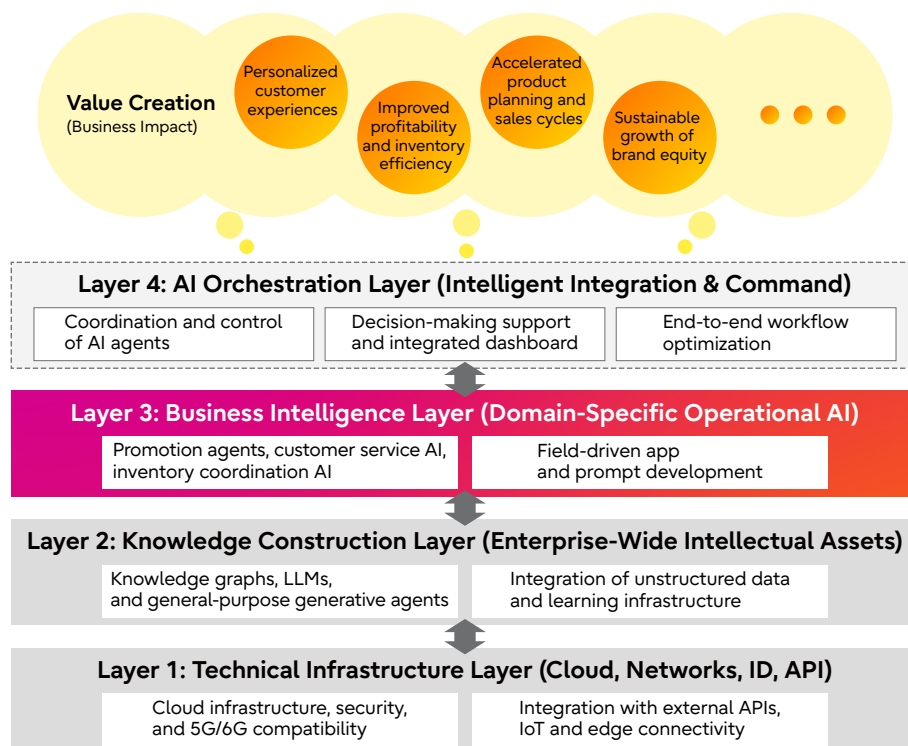 Value Creation
(Business Impact)
Personalized
customer
experiences
Improved
profitability
and inventory
efficiency
Accelerated
product
planning and
sales cycles
Sustainable
growth of
brand equity
Layer 4: AI Orchestration Layer (Intelligent Integration & Command)
Coordination and control
of AI agents
Decision-making support
and integrated dashboard
End-to-end workflow
optimization
Layer 3: Business Intelligence Layer (Domain-Specific Operational AI)
Promotion agents, customer service AI,
inventory coordination AI
Field-driven app
and prompt development
Layer 2: Knowledge Construction Layer (Enterprise-Wide Intellectual Assets)
Knowledge graphs, LLMs,
and general-purpose generative agents
Integration of unstructured data
and learning infrastructure
Layer 1: Technical Infrastructure Layer (Cloud, Networks, ID, API)
Cloud infrastructure, security,
and 5G/6G compatibility
Integration with external APIs,
IoT and edge connectivity